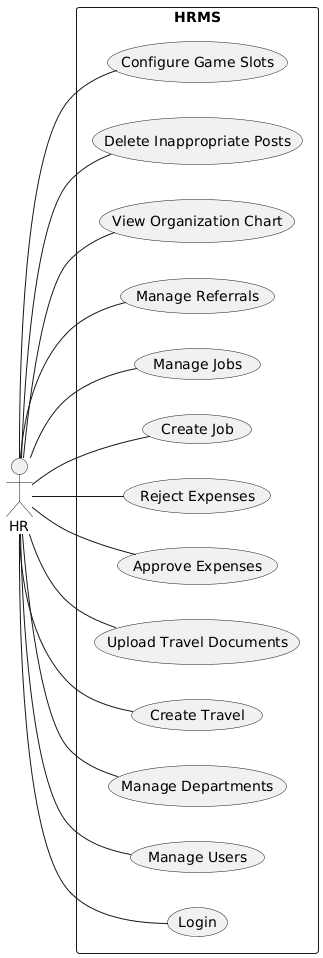 HRMS
Configure Game Slots
Delete Inappropriate Posts
View Organization Chart
Manage Referrals
Manage Jobs
Create Job
Reject Expenses
HR
Approve Expenses
Upload Travel Documents
Create Travel
Manage Departments
Manage Users
Login